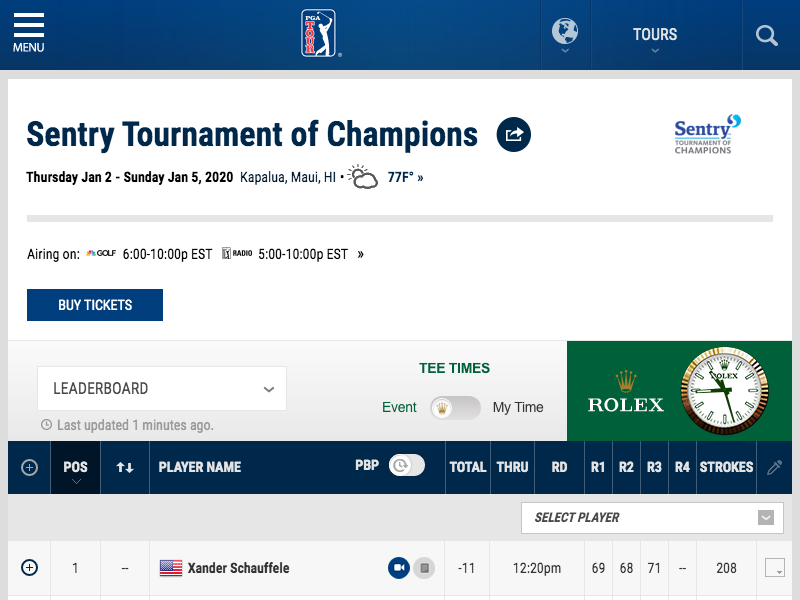 MENU
PGA TOUR
TOURS
Sentry Tournament of Champions
Sentry
TOURNAMENT OF
CHAMPIONS
Thursday Jan 2 - Sunday Jan 5, 2020 Kapalua, Maui, HI • 77F° »
Airing on: GOLF 6:00-10:00p EST RADIO 5:00-10:00p EST »
BUY TICKETS
LEADERBOARD
Last updated 1 minutes ago.
TEE TIMES
Event My Time
ROLEX
ROLEX
POS PLAYER NAME PBP TOTAL THRU RD R1 R2 R3 R4 STROKES
SELECT PLAYER
1 -- Xander Schauffele -11 12:20pm 69 68 71 -- 208